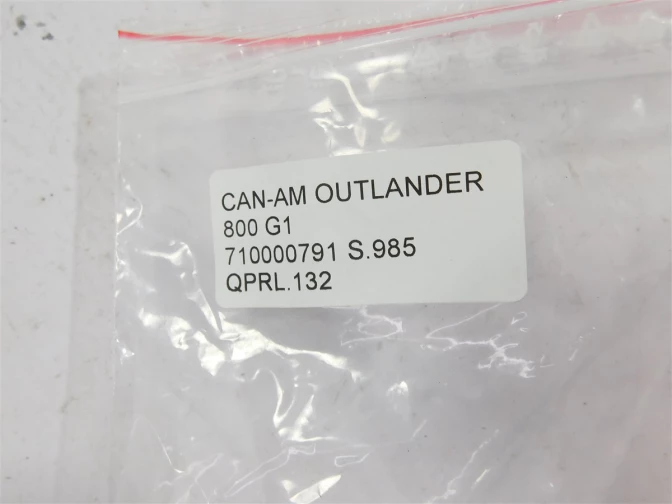 CAN-AM OUTLANDER
800 G1
710000791 S.985
QPRL.132